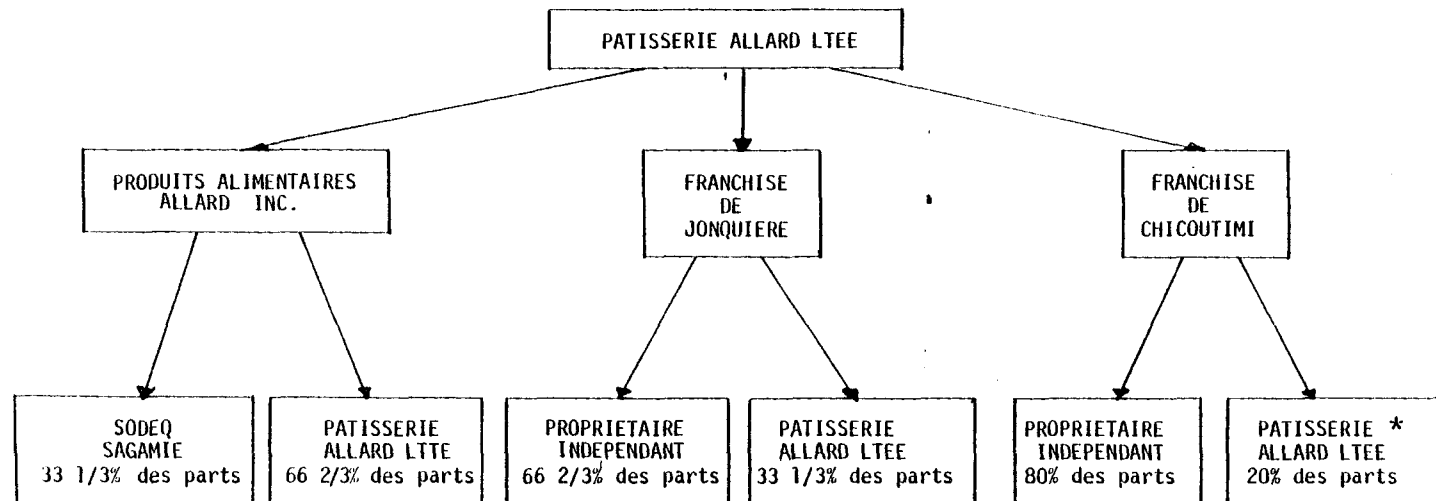 PATISSERIE ALLARD LTEE
PRODUITS ALIMENTAIRES
ALLARD INC.
FRANCHISE
DE
JONQUIERE
FRANCHISE
DE
CHICOUTIMI
SODEQ
SAGAMIE
33 1/3% des parts
PATISSERIE
ALLARD LTTE
66 2/3% des parts
PROPRIETAIRE
INDEPENDANT
66 2/3% des parts
PATISSERIE
ALLARD LTEE
33 1/3% des parts
PROPRIETAIRE
INDEPENDANT
80% des parts
PATISSERIE *
ALLARD LTEE
20% des parts